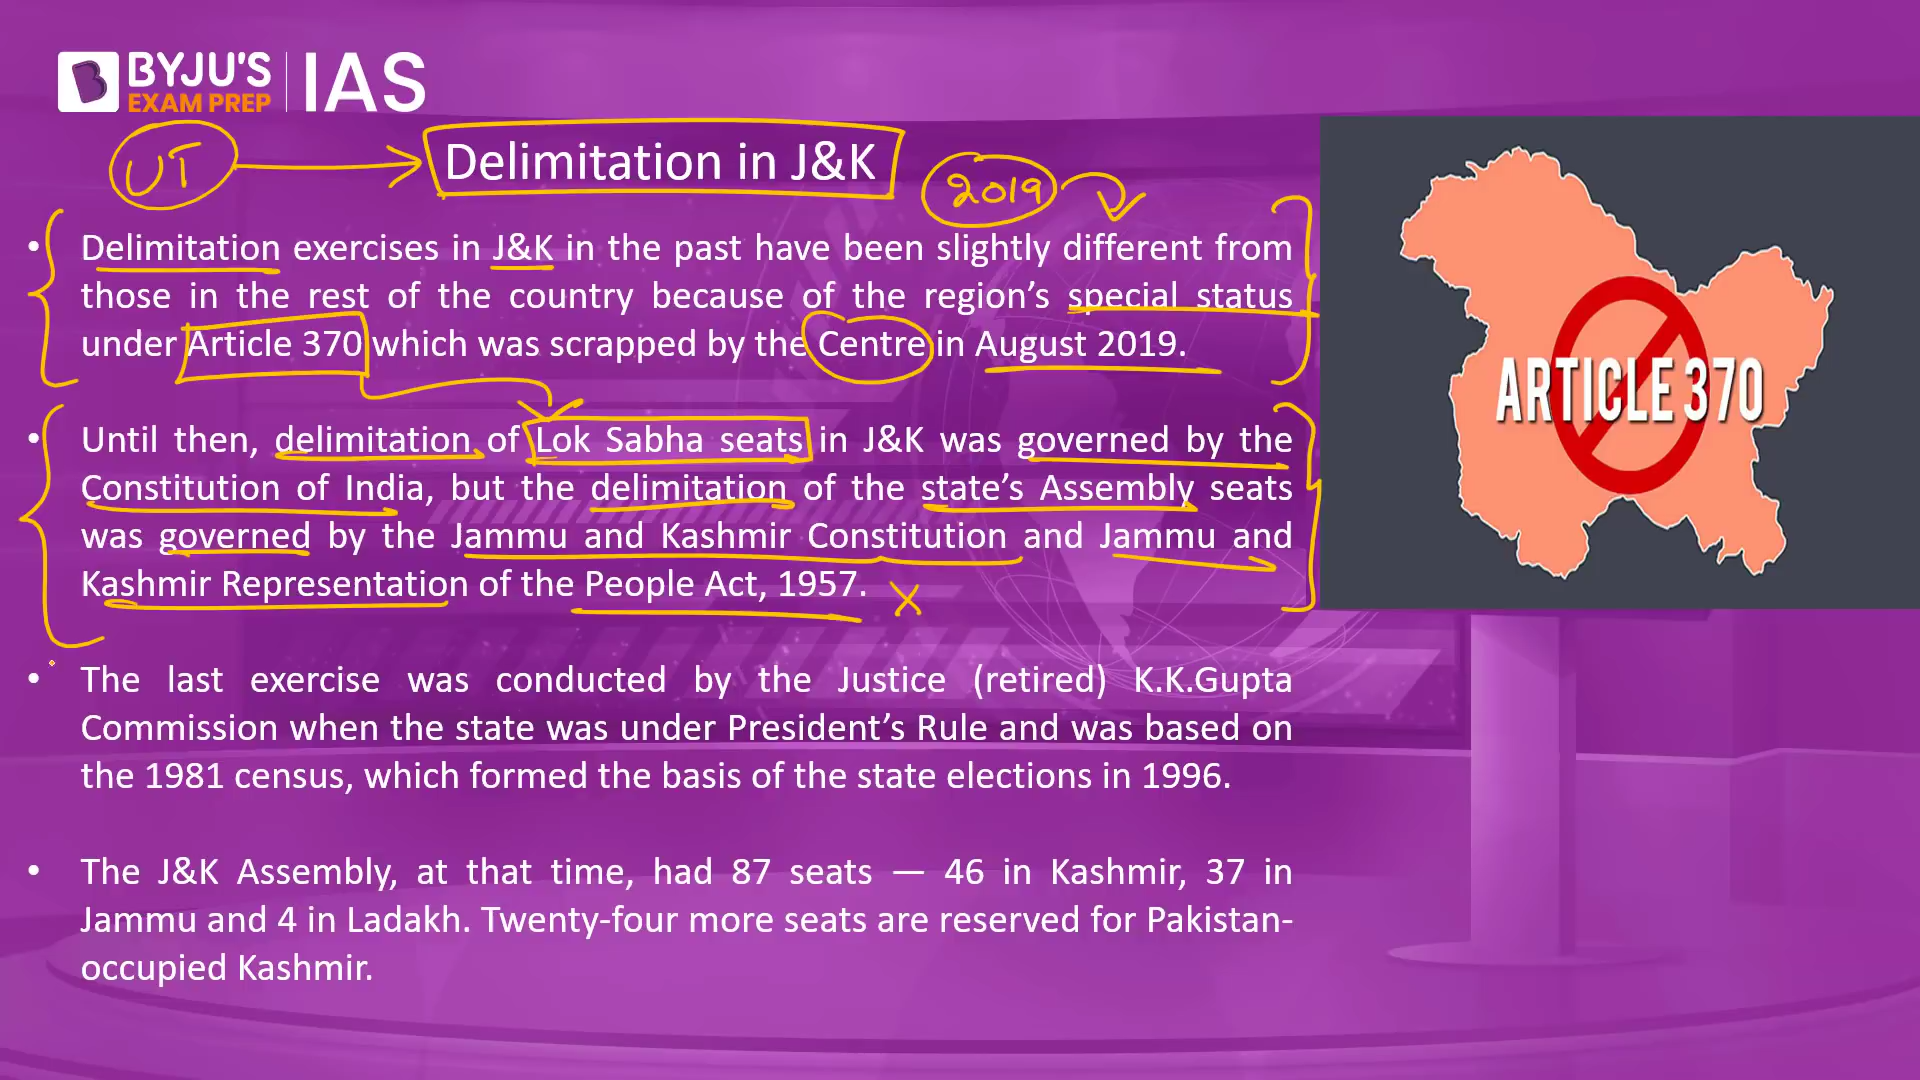 BYJU'S
EXAM PREP
IAS
UT
Delimitation in J&K
2019
• Delimitation exercises in J&K in the past have been slightly different from
those in the rest of the country because of the region’s special status
under Article 370 which was scrapped by the Centre in August 2019.
• Until then, delimitation of Lok Sabha seats in J&K was governed by the
Constitution of India, but the delimitation of the state’s Assembly seats
was governed by the Jammu and Kashmir Constitution and Jammu and
Kashmir Representation of the People Act, 1957. X
• The last exercise was conducted by the Justice (retired) K.K.Gupta
Commission when the state was under President’s Rule and was based on
the 1981 census, which formed the basis of the state elections in 1996.
• The J&K Assembly, at that time, had 87 seats — 46 in Kashmir, 37 in
Jammu and 4 in Ladakh. Twenty-four more seats are reserved for Pakistan-
occupied Kashmir.
ARTICLE 370